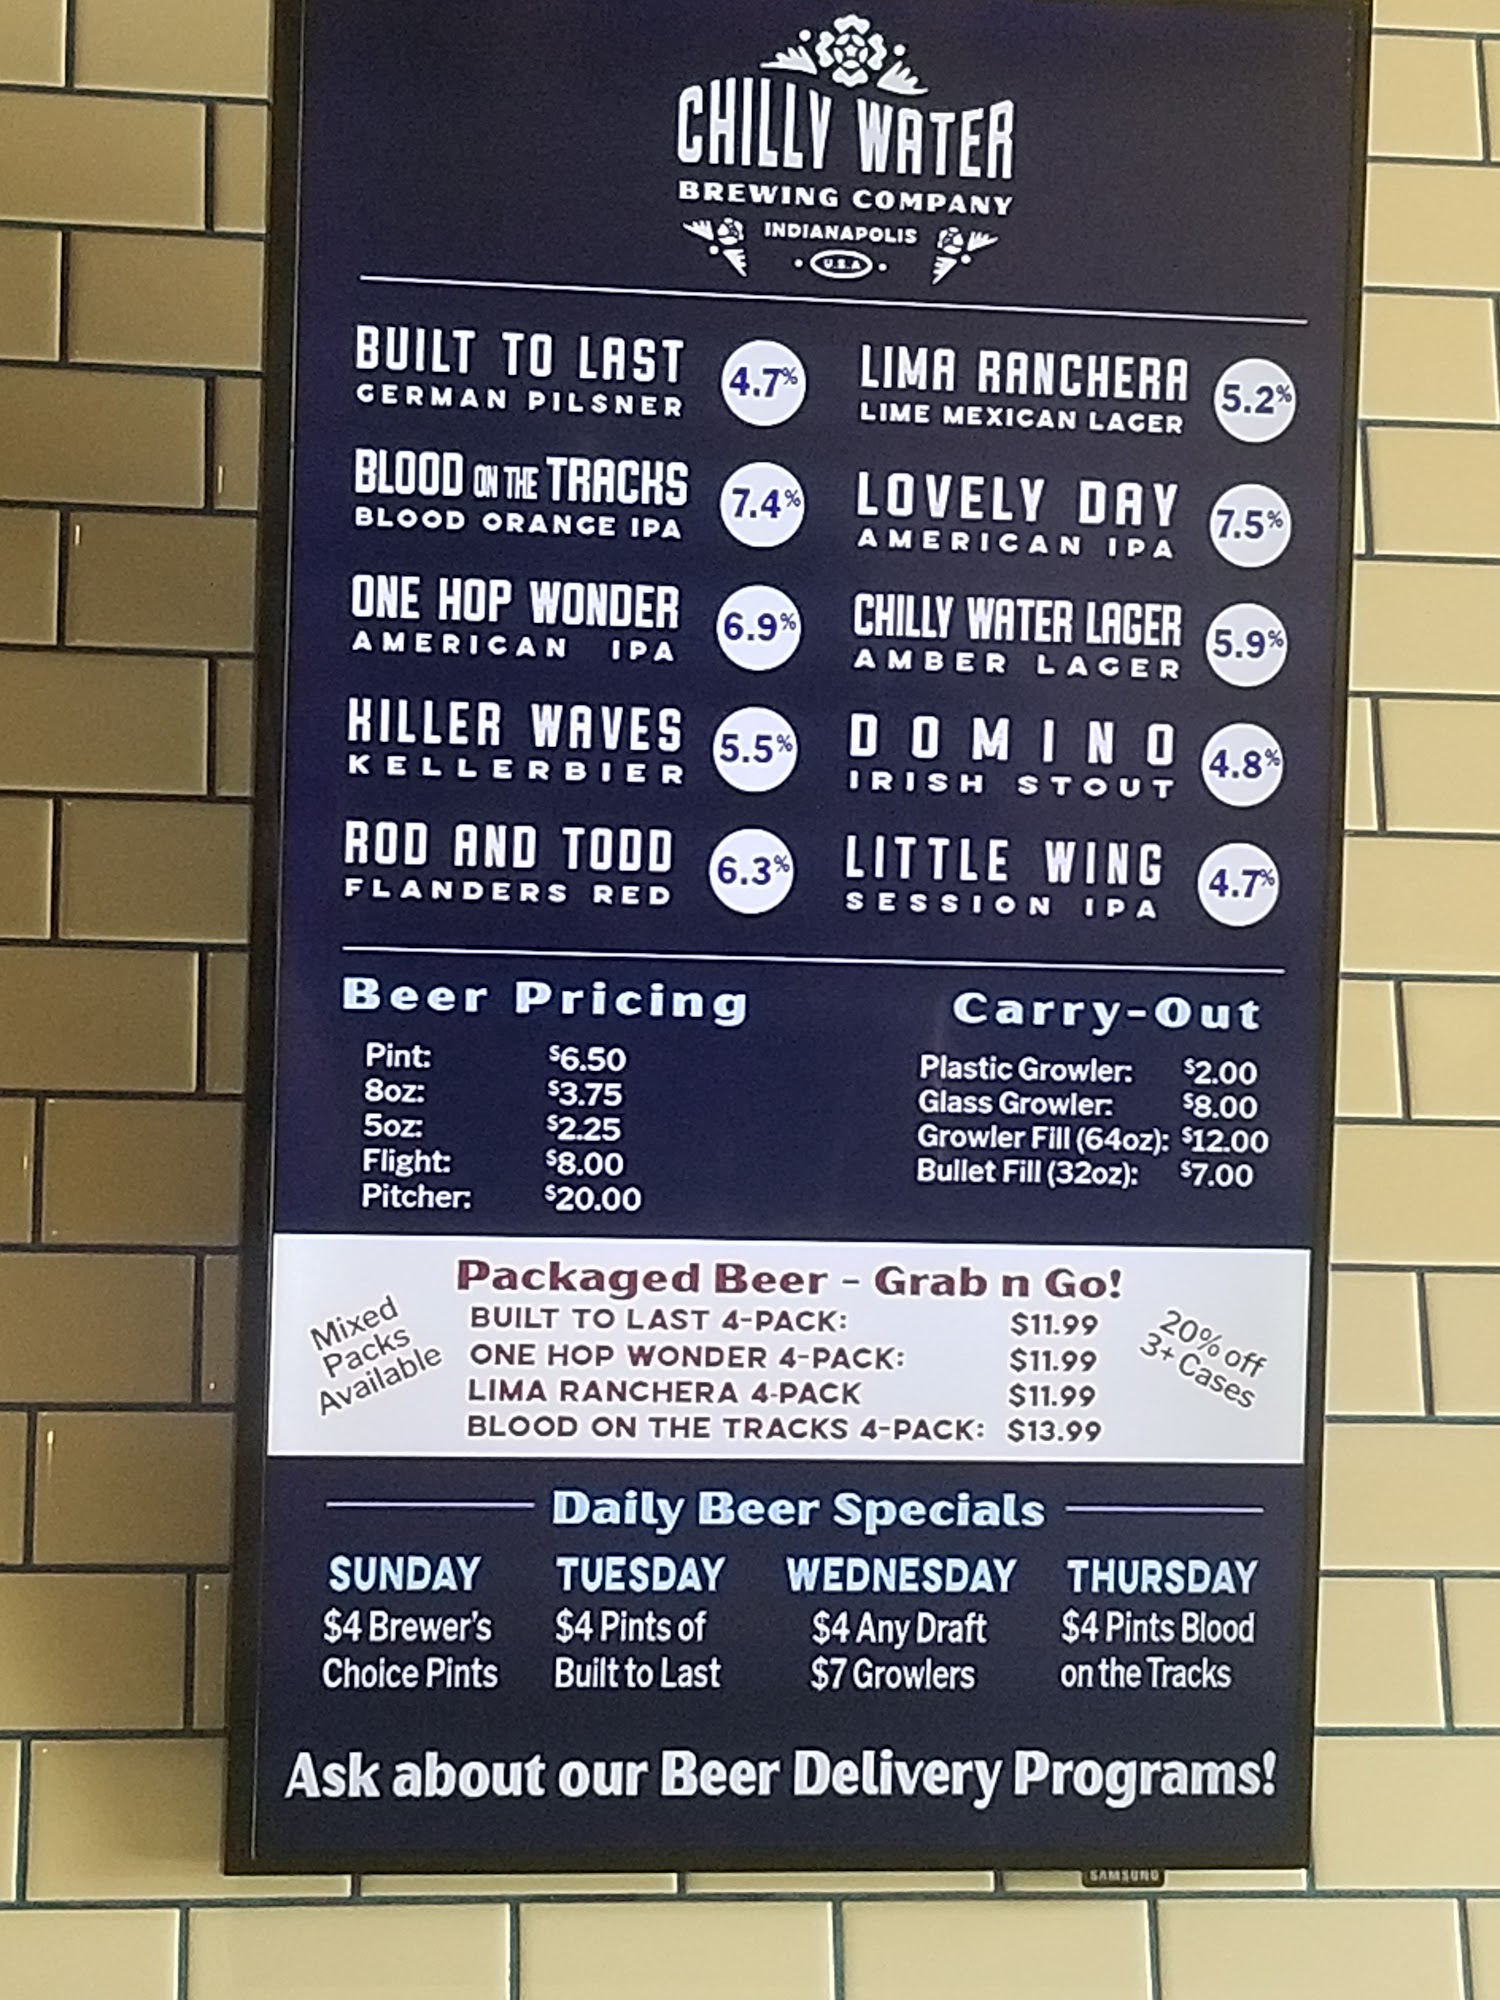 CHILLY WATER
BREWING COMPANY
INDIANAPOLIS
U.S.A
BUILT TO LAST 4.7%
GERMAN PILSNER
LIMA RANCHERA 5.2%
LIME MEXICAN LAGER
BLOOD ON THE TRACKS 7.4%
BLOOD ORANGE IPA
LOVELY DAY 7.5%
AMERICAN IPA
ONE HOP WONDER 6.9%
AMERICAN IPA
CHILLY WATER LAGER 5.9%
AMBER LAGER
KILLER WAVES 5.5%
KELLERBIER
DOMINO 4.8%
IRISH STOUT
ROD AND TODD 6.3%
FLANDERS RED
LITTLE WING 4.7%
SESSION IPA
Beer Pricing
Pint: $6.50
8oz: $3.75
5oz: $2.25
Flight: $8.00
Pitcher: $20.00
Carry-Out
Plastic Growler: $2.00
Glass Growler: $8.00
Growler Fill (64oz): $12.00
Bullet Fill (32oz): $7.00
Packaged Beer - Grab n Go!
Mixed
Packs
Available
BUILT TO LAST 4-PACK: $11.99
ONE HOP WONDER 4-PACK: $11.99
LIMA RANCHERA 4-PACK $11.99
BLOOD ON THE TRACKS 4-PACK: $13.99
20% off
3+ Cases
Daily Beer Specials
SUNDAY
$4 Brewer's
Choice Pints
TUESDAY
$4 Pints of
Built to Last
WEDNESDAY
$4 Any Draft
$7 Growlers
THURSDAY
$4 Pints Blood
on the Tracks
Ask about our Beer Delivery Programs!
SAMSUNG